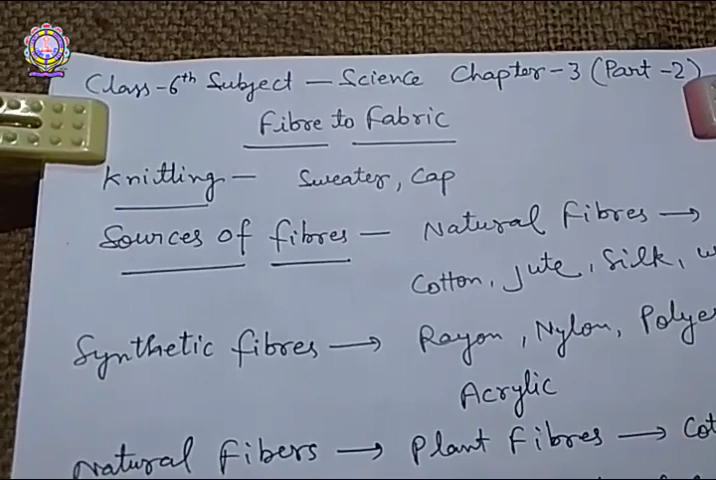 Class-6th Subject — Science Chapter-3 (Part-2)
Fibre to Fabric
Knitting — Sweater, Cap
Sources of fibres — Natural Fibres →
Cotton, Jute, Silk,
Synthetic fibres → Rayon, Nylon,
Acrylic
Natural Fibers → Plant Fibres →